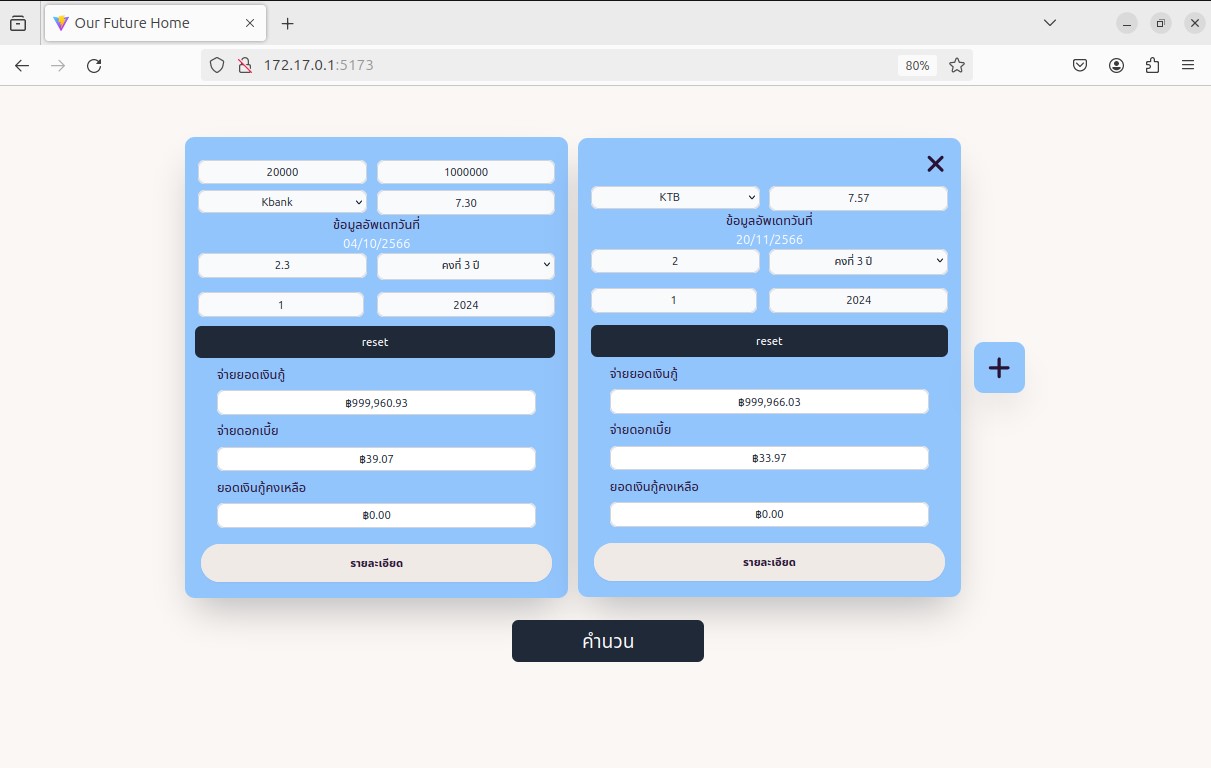 Our Future Home
172.17.0.1:5173
80%
20000
1000000
Kbank
7.30
ข้อมูลอัพเดทวันที่
04/10/2566
2.3
คงที่ 3 ปี
1
2024
reset
จ่ายยอดเงินกู้
฿999,960.93
จ่ายดอกเบี้ย
฿39.07
ยอดเงินกู้คงเหลือ
฿0.00
รายละเอียด
KTB
7.57
ข้อมูลอัพเดทวันที่
20/11/2566
2
คงที่ 3 ปี
1
2024
reset
จ่ายยอดเงินกู้
฿999,966.03
จ่ายดอกเบี้ย
฿33.97
ยอดเงินกู้คงเหลือ
฿0.00
รายละเอียด
คำนวน